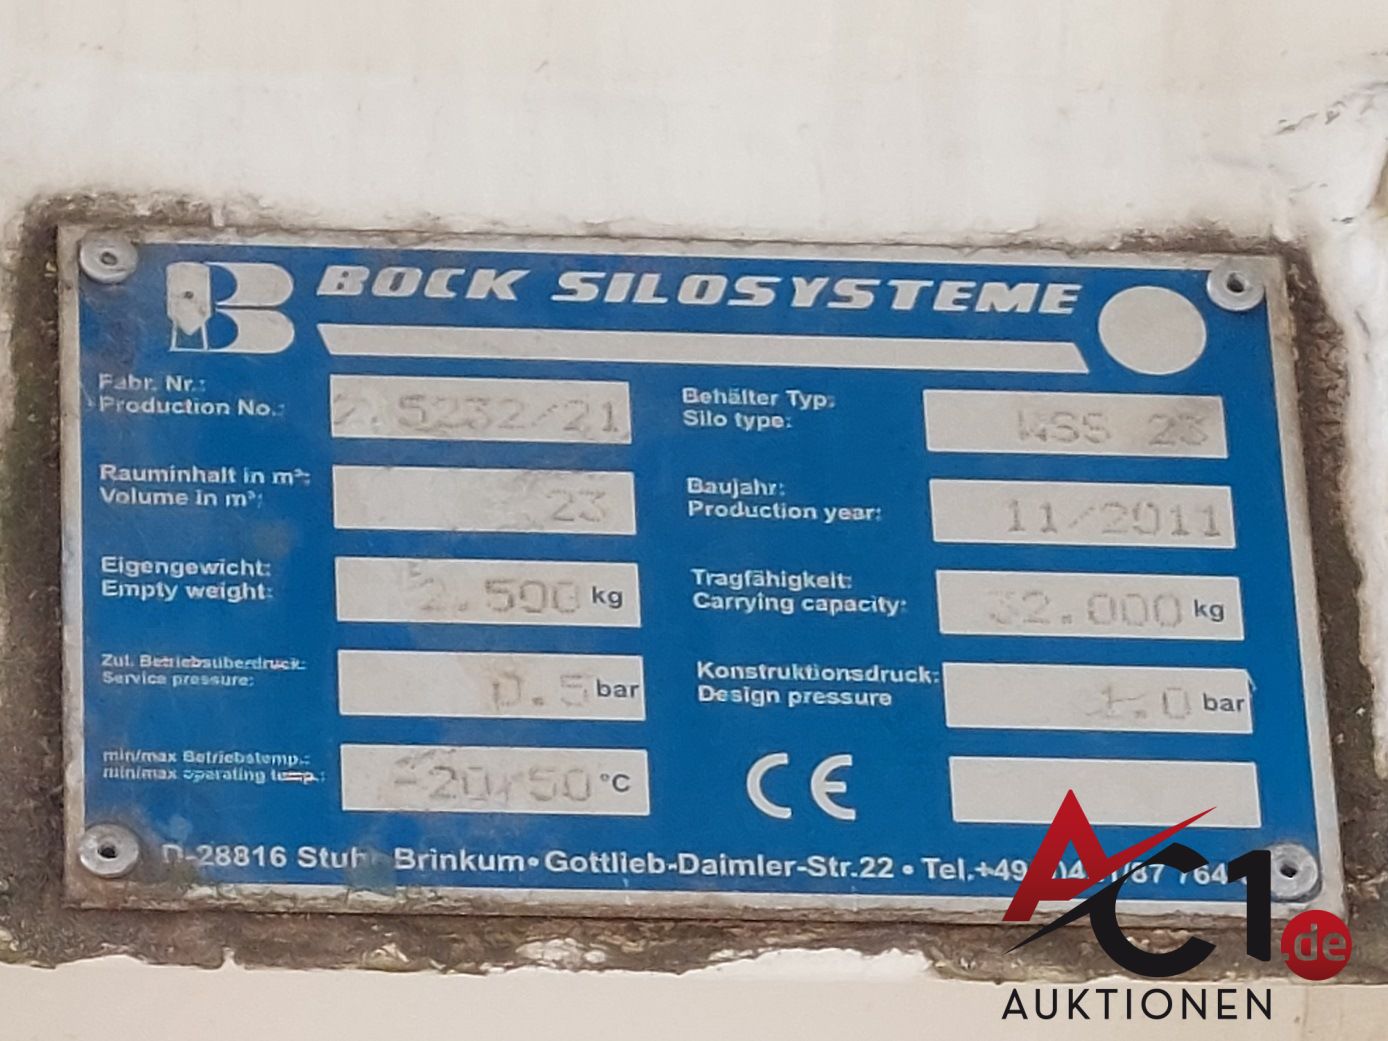 BOCK SILOSYSTEME
Fabr. Nr.:
Production No.: 2.5232/21
Behälter Typ:
Silo type: WSS 23
Rauminhalt in m³:
Volume in m³: 23
Baujahr:
Production year: 11/2011
Eigengewicht:
Empty weight: 2.500 kg
Tragfähigkeit:
Carrying capacity: 32.000 kg
Zul. Betriebsüberdruck:
Service pressure: 0.5 bar
Konstruktionsdruck:
Design pressure 1.0 bar
min/max Betriebstemp.:
min/max operating temp.: -20/50 °C
CE
D-28816 Stuhr Brinkum • Gottlieb-Daimler-Str.22 • Tel.+49
AC1.de
AUKTIONEN